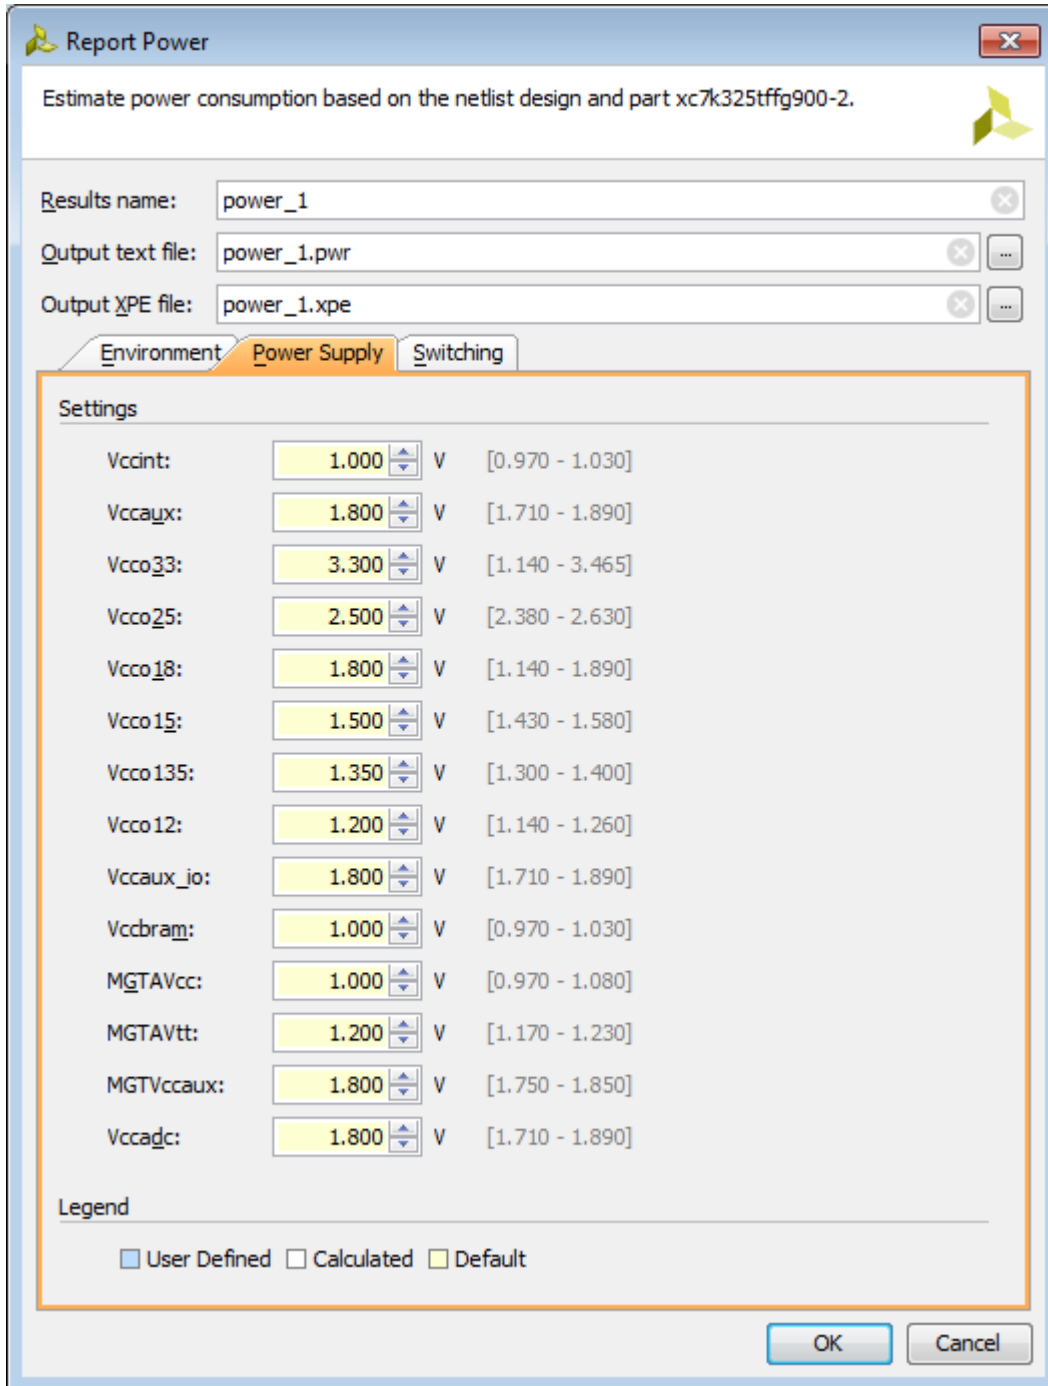 Report Power
Estimate power consumption based on the netlist design and part xc7k325tffg900-2.
Results name: power_1
Output text file: power_1.pwr ...
Output XPE file: power_1.xpe ...
Environment Power Supply Switching
Settings
Vccint: 1.000 V [0.970 - 1.030]
Vccaux: 1.800 V [1.710 - 1.890]
Vcco33: 3.300 V [1.140 - 3.465]
Vcco25: 2.500 V [2.380 - 2.630]
Vcco18: 1.800 V [1.140 - 1.890]
Vcco15: 1.500 V [1.430 - 1.580]
Vcco135: 1.350 V [1.300 - 1.400]
Vcco12: 1.200 V [1.140 - 1.260]
Vccaux_io: 1.800 V [1.710 - 1.890]
Vccbram: 1.000 V [0.970 - 1.030]
MGTAVcc: 1.000 V [0.970 - 1.080]
MGTAVtt: 1.200 V [1.170 - 1.230]
MGTVccaux: 1.800 V [1.750 - 1.850]
Vccadc: 1.800 V [1.710 - 1.890]
Legend
User Defined Calculated Default
OK Cancel